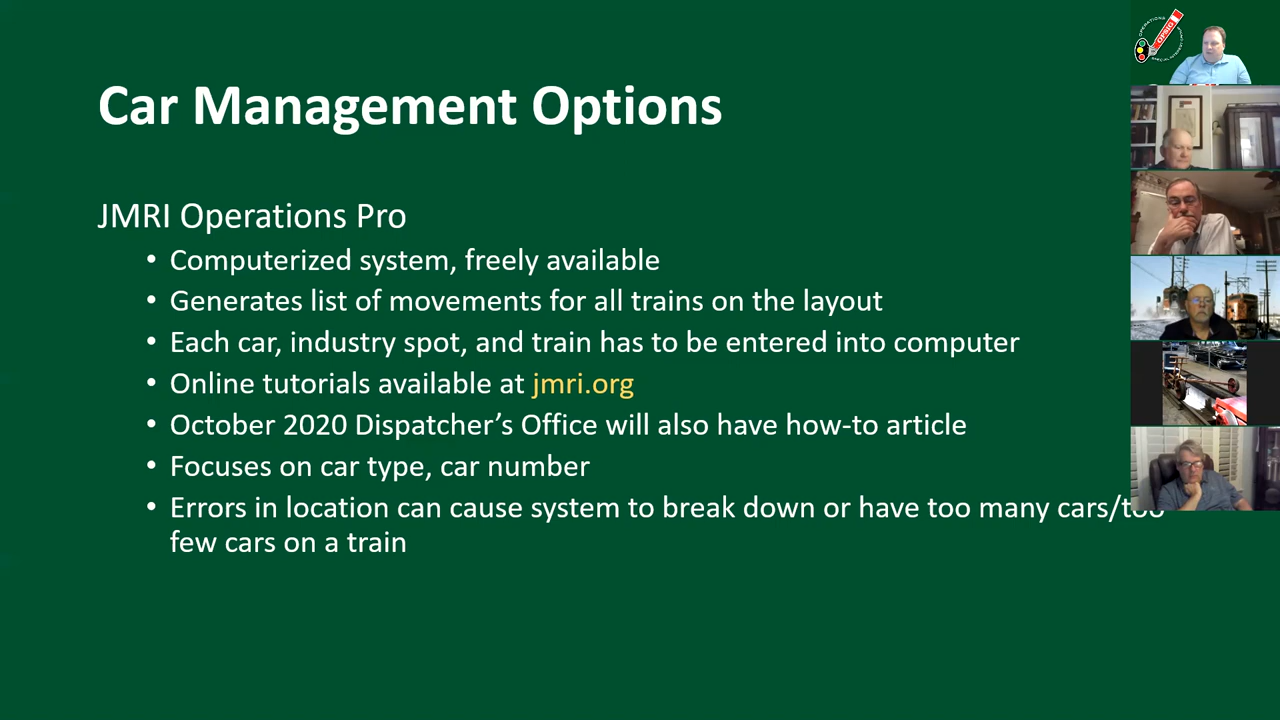 Car Management Options
JMRI Operations Pro
• Computerized system, freely available
• Generates list of movements for all trains on the layout
• Each car, industry spot, and train has to be entered into computer
• Online tutorials available at jmri.org
• October 2020 Dispatcher's Office will also have how-to article
• Focuses on car type, car number
• Errors in location can cause system to break down or have too many cars/too
few cars on a train
OPERATIONS
OPSIG